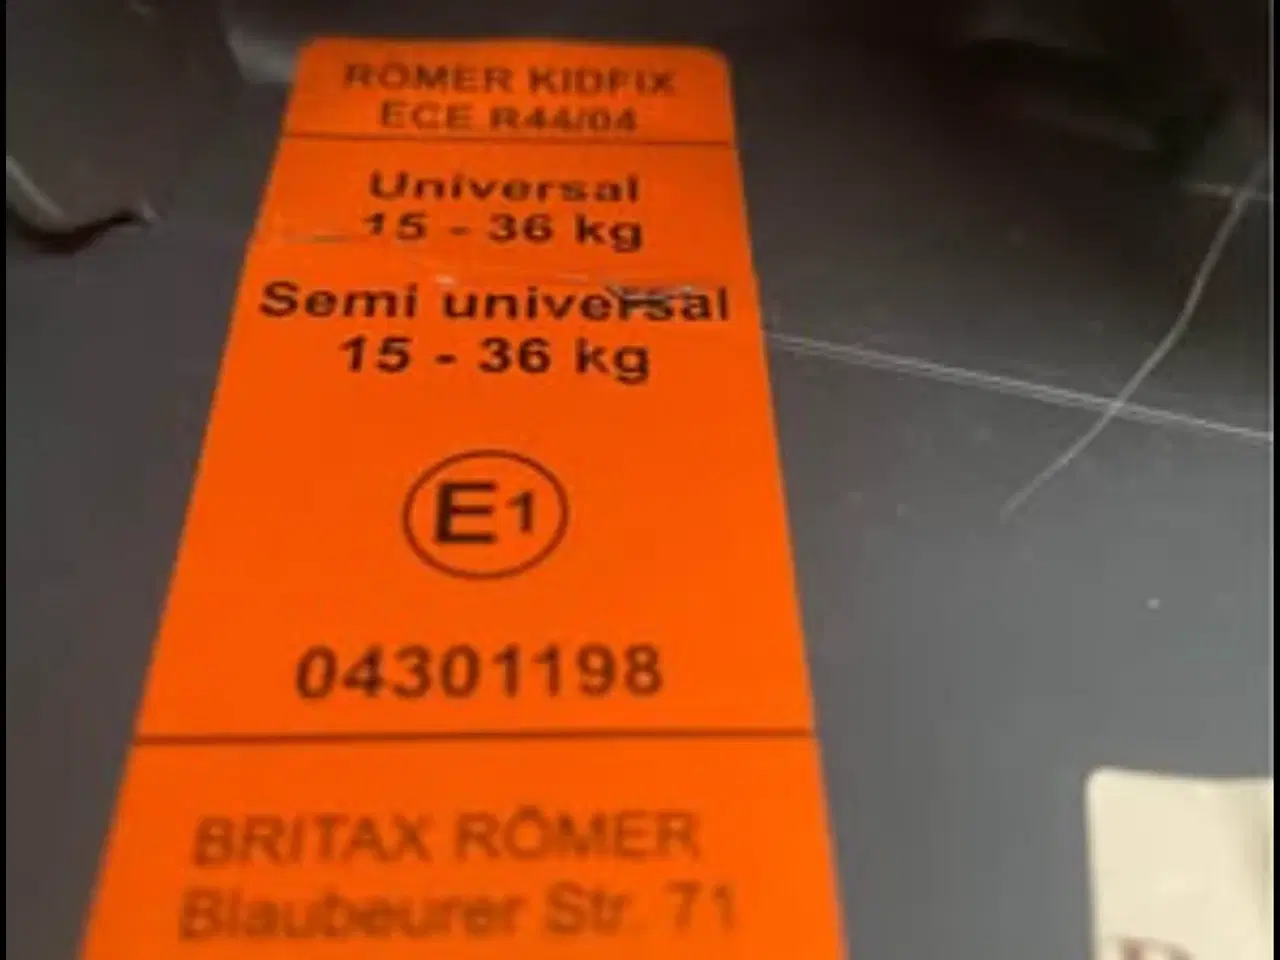 RÖMER KIDFIX
ECE R44/04
Universal
15 - 36 kg
Semi universal
15 - 36 kg
E1
04301198
BRITAX RÖMER
Blaubeurer Str. 71